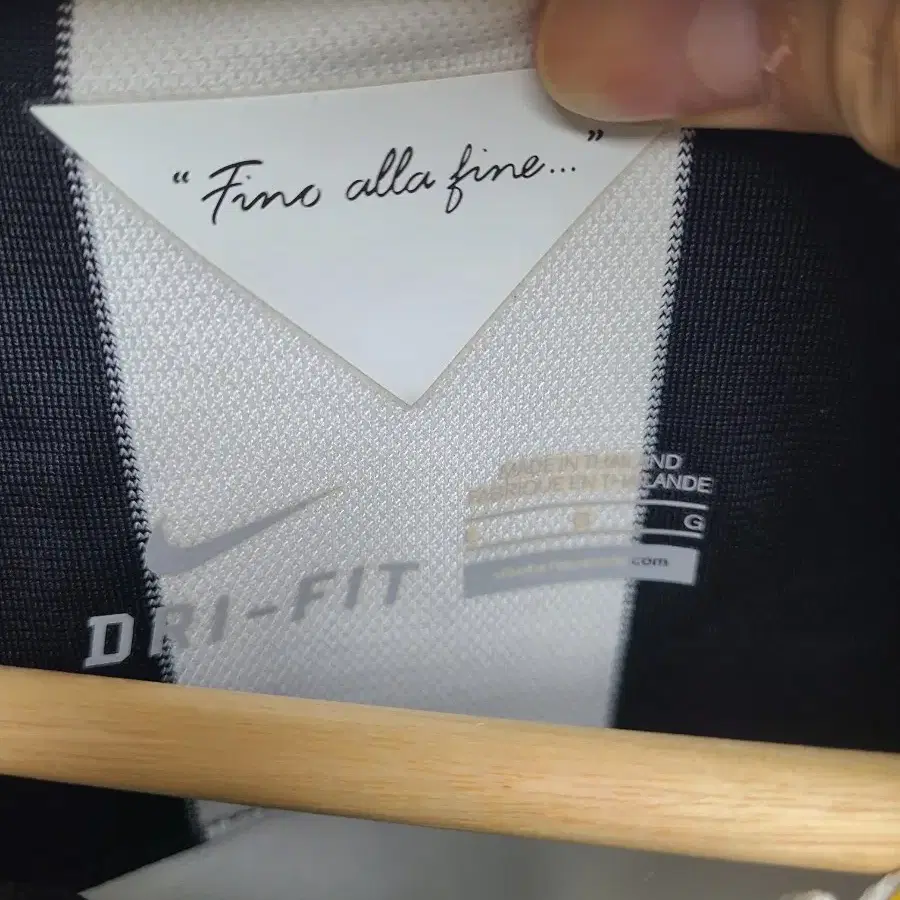 “Fino alla fine...”
MADE IN THAILAND
FABRIQUE EN THAILANDE
G
.com
DRI-FIT